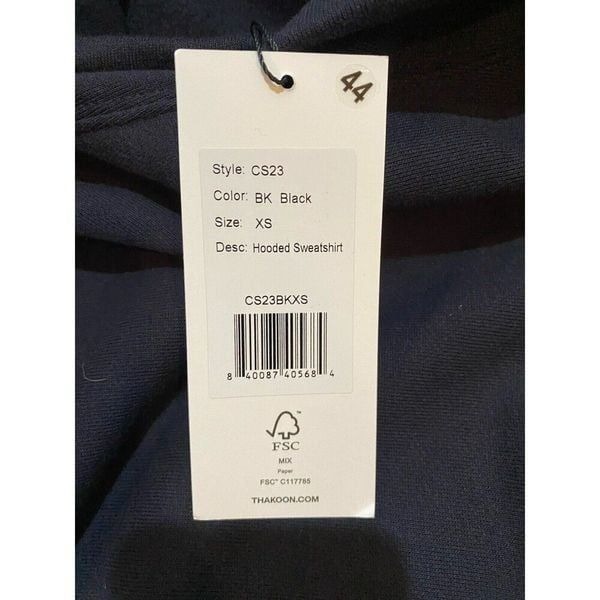 44
Style: CS23
Color: BK Black
Size: XS
Desc: Hooded Sweatshirt
CS23BKXS
8 40087 40568 4
™
FSC
MIX
Paper
FSC™ C117785
THAKOON.COM